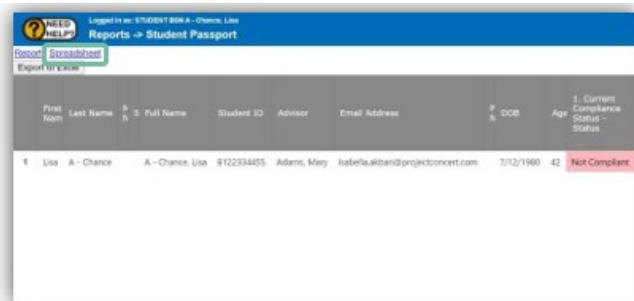 NEED HELP?
Logged in as: STUDENT BSN A - Chance, Lisa
Reports -> Student Passport
Report Spreadsheet
Export to Excel
First Nam Last Name S Full Name Student ID Advisor Email Address DOB Age 1. Current Compliance Status - Status
1 Lisa A - Chance A - Chance, Lisa 8122334455 Adams, Mary isabella.akbari@projectconcert.com 7/12/1980 42 Not Compliant